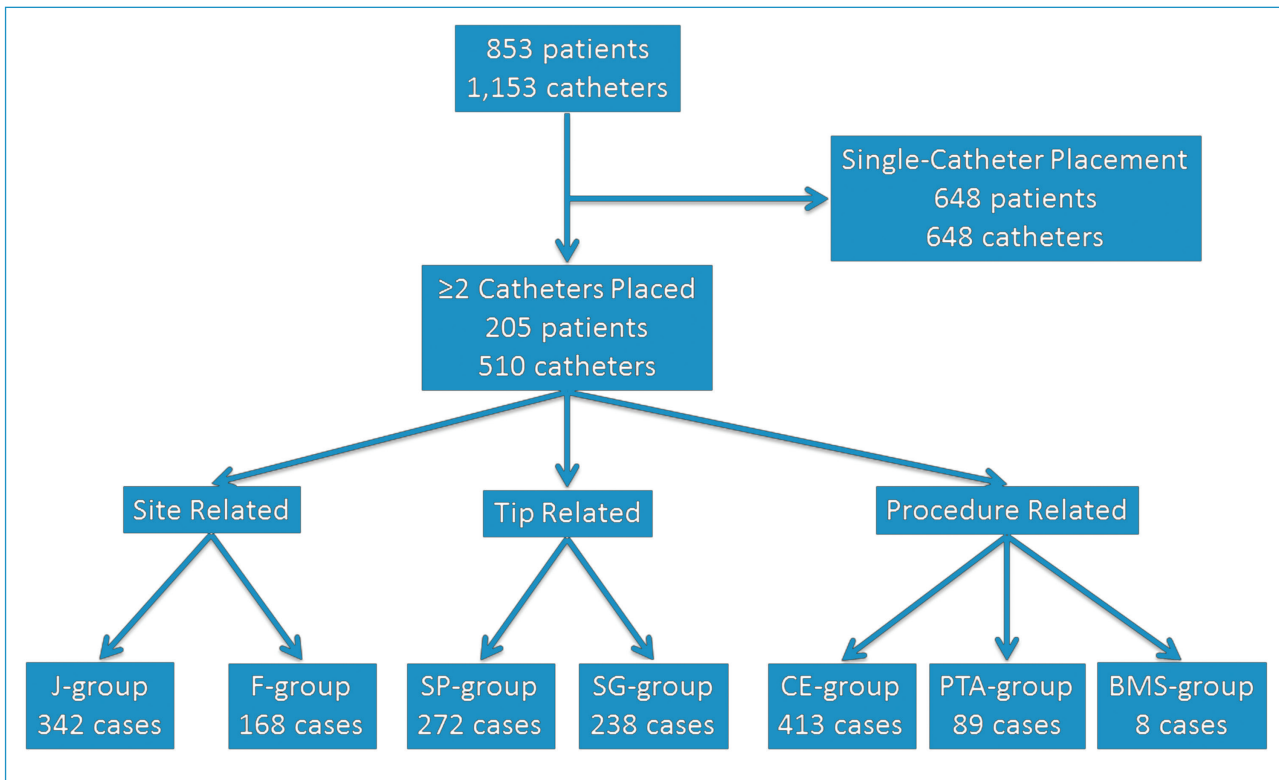 853 patients
1,153 catheters
Single-Catheter Placement
648 patients
648 catheters
≥2 Catheters Placed
205 patients
510 catheters
Site Related
Tip Related
Procedure Related
J-group
342 cases
F-group
168 cases
SP-group
272 cases
SG-group
238 cases
CE-group
413 cases
PTA-group
89 cases
BMS-group
8 cases